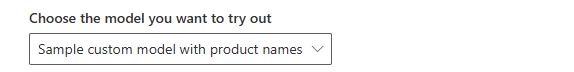 Choose the model you want to try out
Sample custom model with product names